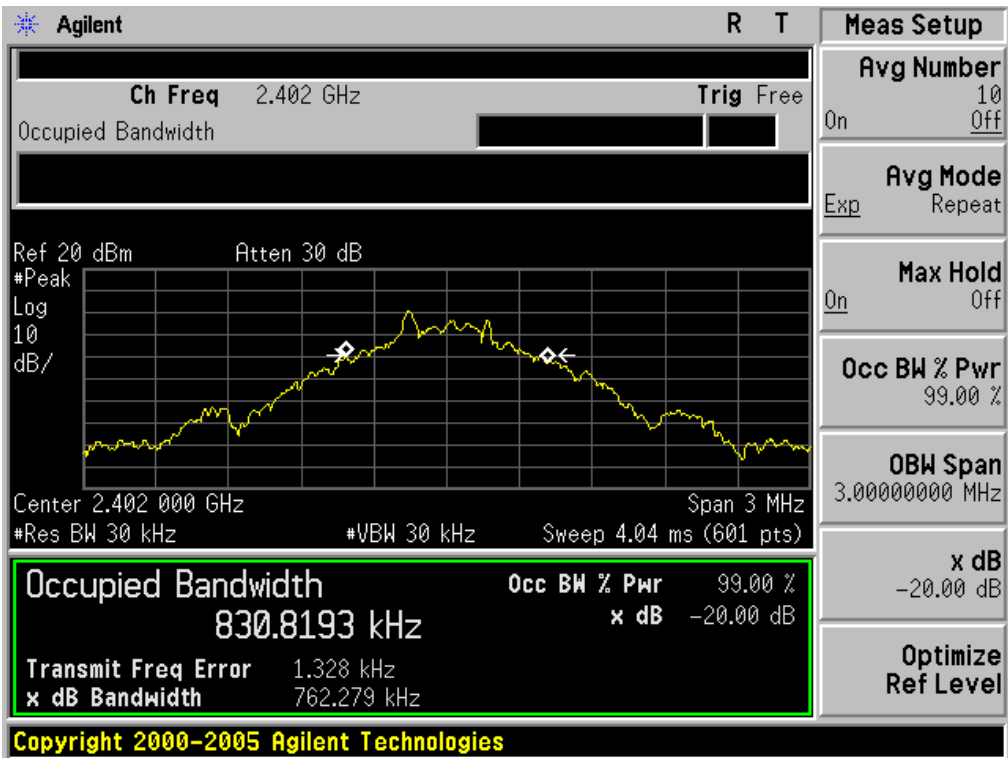 Agilent R T
Ch Freq 2.402 GHz Trig Free
Occupied Bandwidth
Ref 20 dBm Atten 30 dB
#Peak
Log
10
dB/
Center 2.402 000 GHz Span 3 MHz
#Res BW 30 kHz #VBW 30 kHz Sweep 4.04 ms (601 pts)
Occupied Bandwidth
830.8193 kHz
Occ BW % Pwr 99.00 %
x dB -20.00 dB
Transmit Freq Error 1.328 kHz
x dB Bandwidth 762.279 kHz
Copyright 2000-2005 Agilent Technologies
Meas Setup
Avg Number
10
On Off
Avg Mode
Exp Repeat
Max Hold
On Off
Occ BW % Pwr
99.00 %
OBW Span
3.00000000 MHz
x dB
-20.00 dB
Optimize
Ref Level